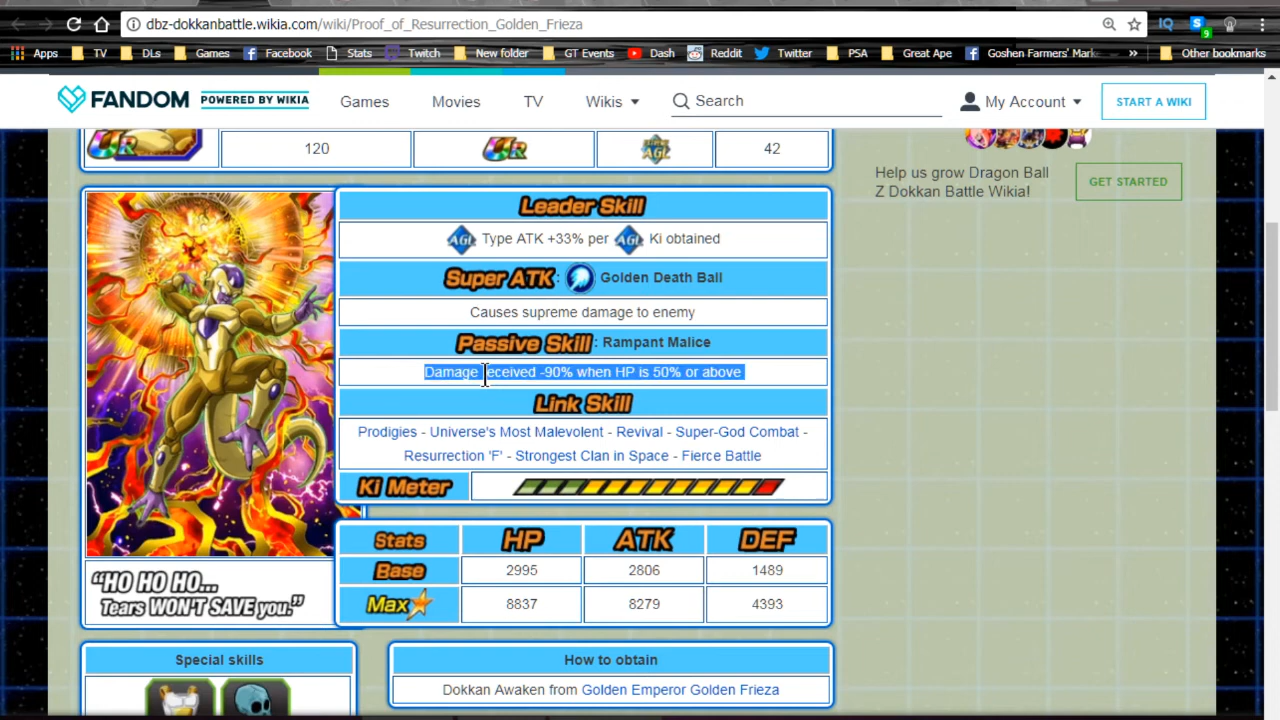 dbz-dokkanbattle.wikia.com/wiki/Proof_of_Resurrection_Golden_Frieza
IQ
S
9
Apps TV DLs Games Facebook Stats Twitch New folder GT Events Dash Reddit Twitter PSA Great Ape Goshen Farmers' Mark » Other bookmarks
FANDOM POWERED BY WIKIA Games Movies TV Wikis Search My Account START A WIKI
UR 120 UR AGL 42
Help us grow Dragon Ball
Z Dokkan Battle Wikia!
GET STARTED
Leader Skill
AGL Type ATK +33% per AGL Ki obtained
Super ATK: Golden Death Ball
Causes supreme damage to enemy
Passive Skill: Rampant Malice
Damage received -90% when HP is 50% or above
Link Skill
Prodigies - Universe's Most Malevolent - Revival - Super-God Combat -
Resurrection 'F' - Strongest Clan in Space - Fierce Battle
Ki Meter
Stats HP ATK DEF
Base 2995 2806 1489
Max 8837 8279 4393
"HO HO HO...
Tears WON'T SAVE you."
Special skills
How to obtain
Dokkan Awaken from Golden Emperor Golden Frieza